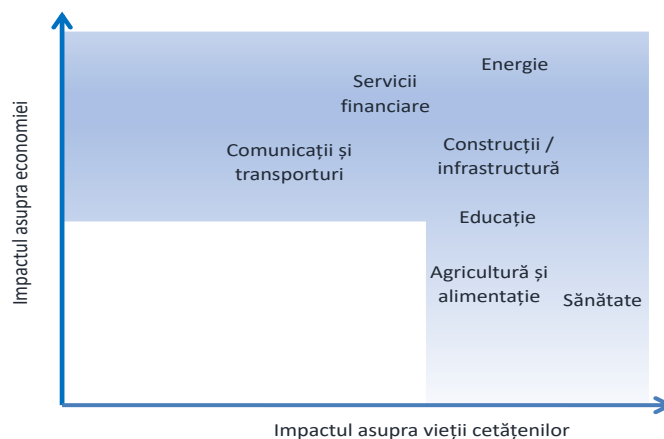 Impactul asupra economiei
Energie
Servicii
financiare
Comunicații și
transporturi
Construcții /
infrastructură
Educație
Agricultură și
alimentație
Sănătate
Impactul asupra vieții cetățenilor